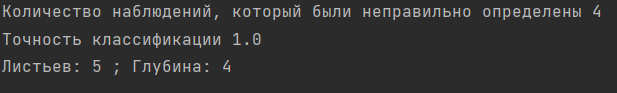 Количество наблюдений, который были неправильно определены 4
Точность классификации 1.0
Листьев: 5 ; Глубина: 4